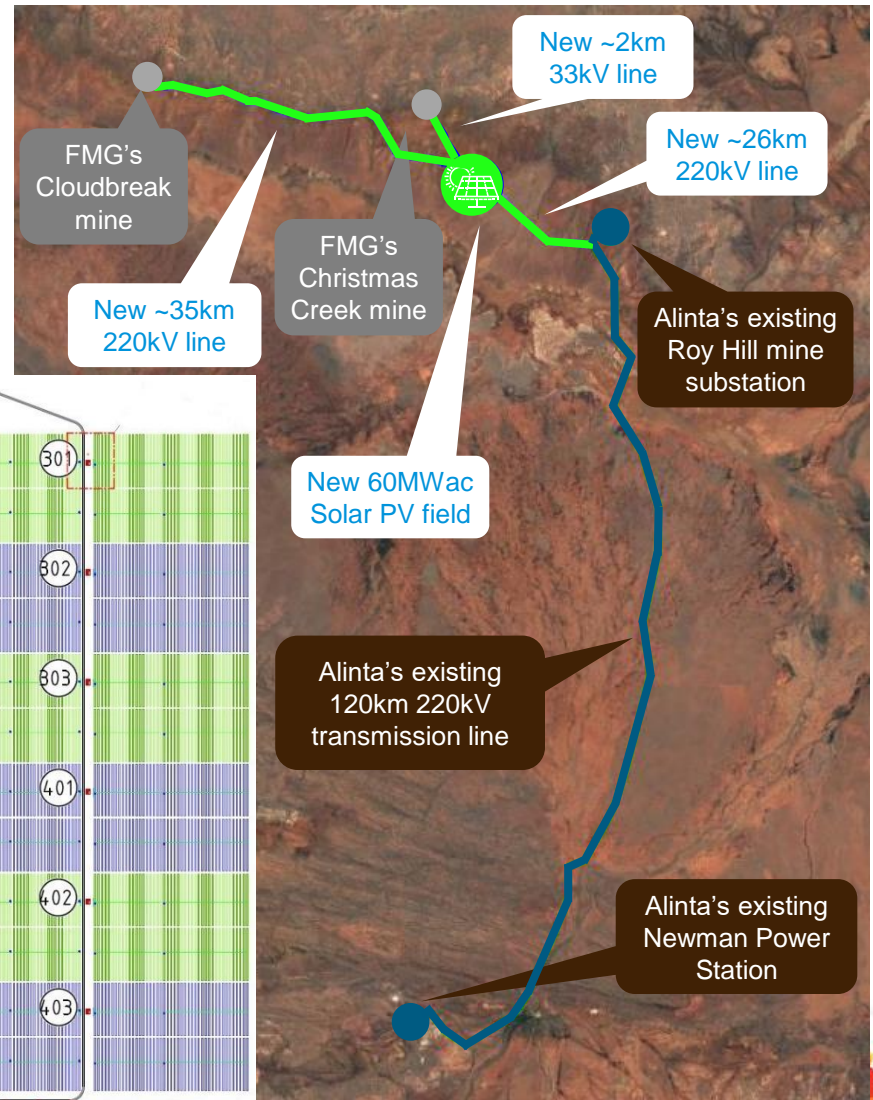 New ~2km
33kV line
FMG's
Cloudbreak
mine
New ~26km
220kV line
FMG's
Christmas
Creek mine
New ~35km
220kV line
Alinta's existing
Roy Hill mine
substation
New 60MWac
Solar PV field
301
302
303
401
402
403
Alinta's existing
120km 220kV
transmission line
Alinta's existing
Newman Power
Station